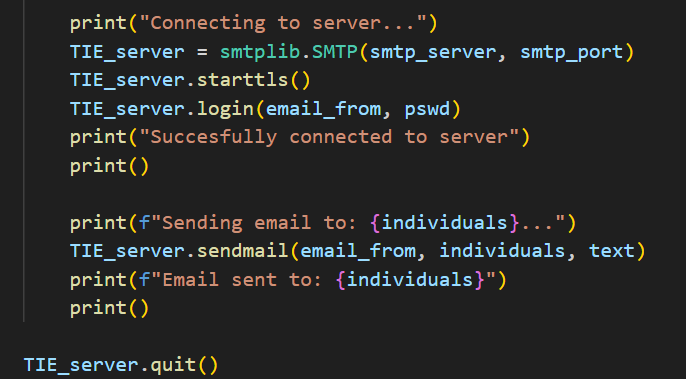 print("Connecting to server...")
TIE_server = smtplib.SMTP(smtp_server, smtp_port)
TIE_server.starttls()
TIE_server.login(email_from, pswd)
print("Succesfully connected to server")
print()
print(f"Sending email to: {individuals}...")
TIE_server.sendmail(email_from, individuals, text)
print(f"Email sent to: {individuals}")
print()
TIE_server.quit()